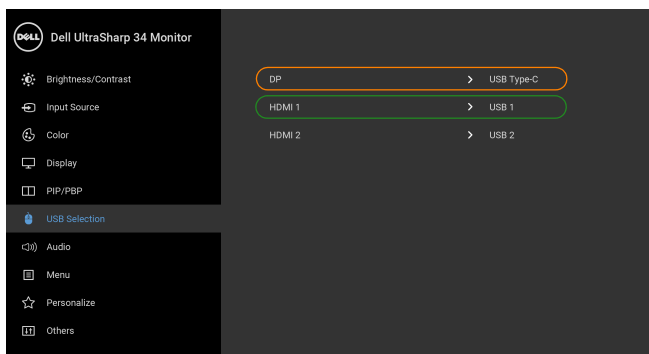 DELL Dell UltraSharp 34 Monitor
Brightness/Contrast
Input Source
Color
Display
PIP/PBP
USB Selection
Audio
Menu
Personalize
Others
DP > USB Type-C
HDMI 1 > USB 1
HDMI 2 > USB 2